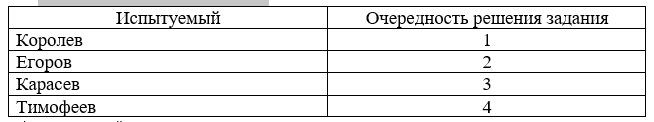 Испытуемый Очередность решения задания
Королев 1
Егоров 2
Карасев 3
Тимофеев 4